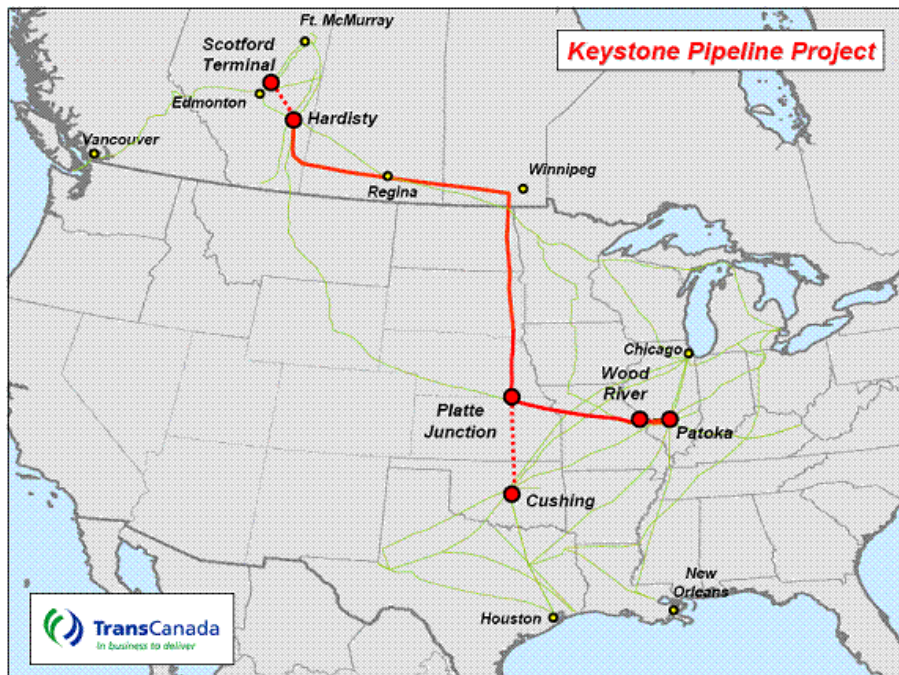 Ft. McMurray
Scotford
Terminal
Keystone Pipeline Project
Edmonton
Hardisty
Vancouver
Winnipeg
Regina
Chicago
Wood
River
Platte
Junction
Patoka
Cushing
New
Orleans
Houston
TransCanada
In business to deliver